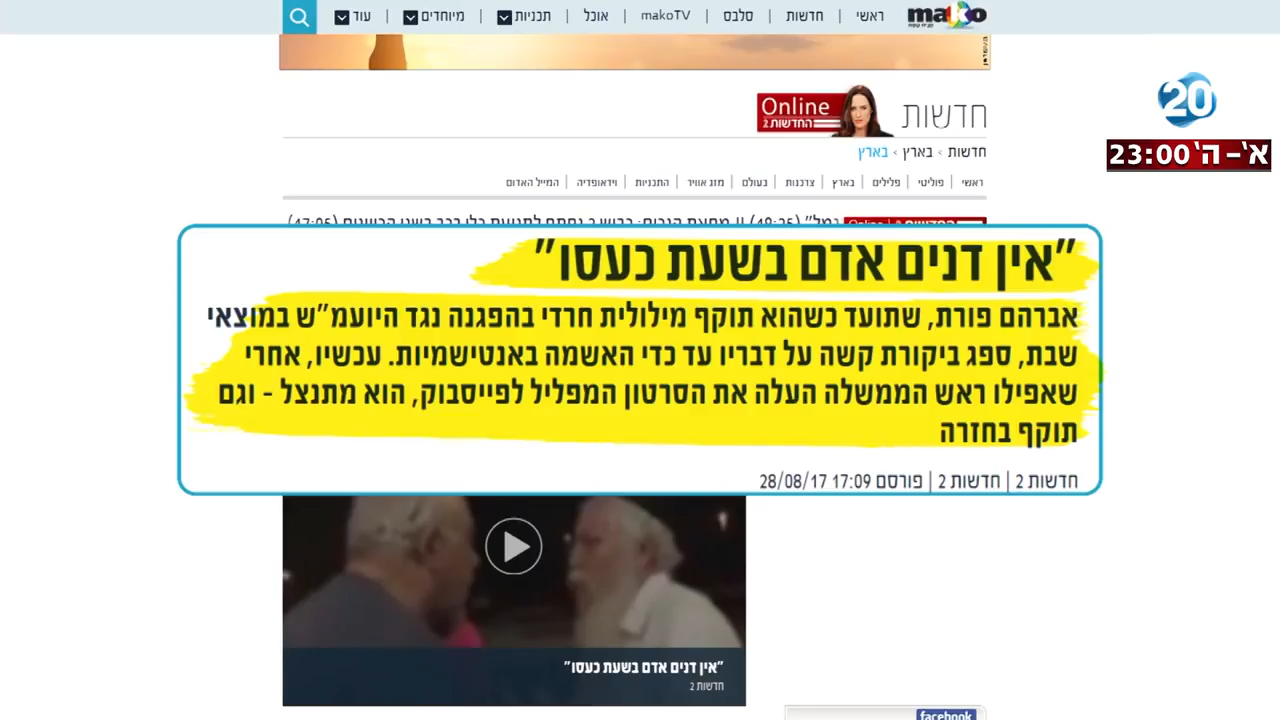 mako
ראשי | חדשות | סלבס | makoTV | אוכל | תכניות | מיוחדים | עוד
20
א'-ה' 23:00
חדשות
Online
החדשות 2
חדשות › בארץ › בארץ
ראשי | פוליטי | פלילים | בארץ | צרכנות | בעולם | מזג אוויר | התכניות | וידאופדיה | המייל האדום
"אין דנים אדם בשעת כעסו"
אברהם פורת, שתועד כשהוא תוקף מילולית חרדי בהפגנה נגד היועמ"ש במוצאי
שבת, ספג ביקורת קשה על דבריו עד כדי האשמה באנטישמיות. עכשיו, אחרי
שאפילו ראש הממשלה העלה את הסרטון המפליל לפייסבוק, הוא מתנצל - וגם
תוקף בחזרה
חדשות 2 | חדשות 2 | פורסם 17:09 28/08/17
"אין דנים אדם בשעת כעסו"
חדשות 2
facebook